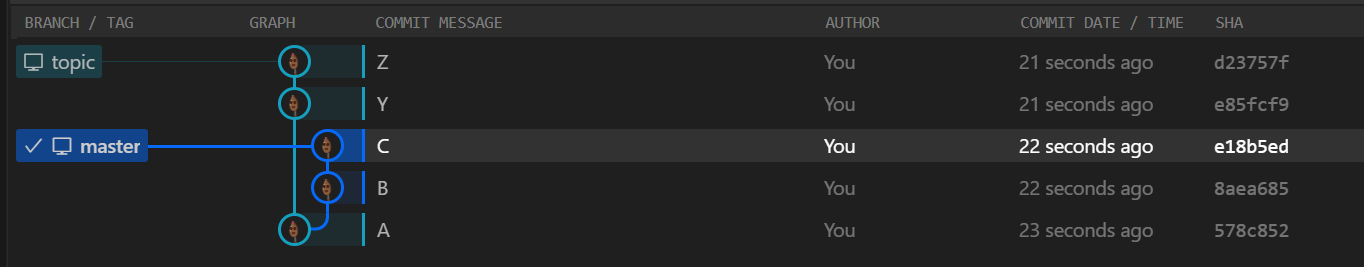 BRANCH / TAG GRAPH COMMIT MESSAGE AUTHOR COMMIT DATE / TIME SHA
topic Z You 21 seconds ago d23757f
Y You 21 seconds ago e85fcf9
master C You 22 seconds ago e18b5ed
B You 22 seconds ago 8aea685
A You 23 seconds ago 578c852